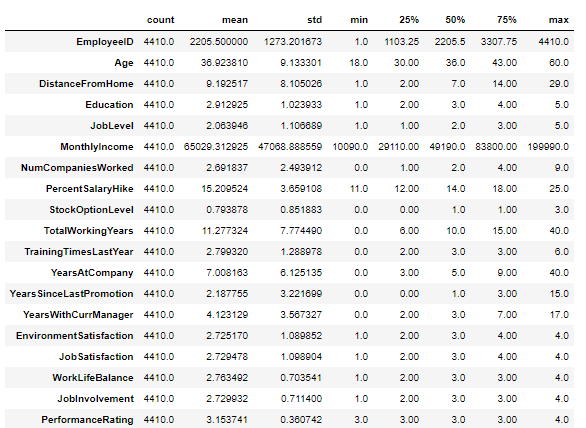 count mean std min 25% 50% 75% max
EmployeeID 4410.0 2205.500000 1273.201673 1.0 1103.25 2205.5 3307.75 4410.0
Age 4410.0 36.923810 9.133301 18.0 30.00 36.0 43.00 60.0
DistanceFromHome 4410.0 9.192517 8.105026 1.0 2.00 7.0 14.00 29.0
Education 4410.0 2.912925 1.023933 1.0 2.00 3.0 4.00 5.0
JobLevel 4410.0 2.063946 1.106689 1.0 1.00 2.0 3.00 5.0
MonthlyIncome 4410.0 65029.312925 47068.888559 10090.0 29110.00 49190.0 83800.00 199990.0
NumCompaniesWorked 4410.0 2.691837 2.493912 0.0 1.00 2.0 4.00 9.0
PercentSalaryHike 4410.0 15.209524 3.659108 11.0 12.00 14.0 18.00 25.0
StockOptionLevel 4410.0 0.793878 0.851883 0.0 0.00 1.0 1.00 3.0
TotalWorkingYears 4410.0 11.277324 7.774490 0.0 6.00 10.0 15.00 40.0
TrainingTimesLastYear 4410.0 2.799320 1.288978 0.0 2.00 3.0 3.00 6.0
YearsAtCompany 4410.0 7.008163 6.125135 0.0 3.00 5.0 9.00 40.0
YearsSinceLastPromotion 4410.0 2.187755 3.221699 0.0 0.00 1.0 3.00 15.0
YearsWithCurrManager 4410.0 4.123129 3.567327 0.0 2.00 3.0 7.00 17.0
EnvironmentSatisfaction 4410.0 2.725170 1.089852 1.0 2.00 3.0 4.00 4.0
JobSatisfaction 4410.0 2.729478 1.098904 1.0 2.00 3.0 4.00 4.0
WorkLifeBalance 4410.0 2.763492 0.703541 1.0 2.00 3.0 3.00 4.0
JobInvolvement 4410.0 2.729932 0.711400 1.0 2.00 3.0 3.00 4.0
PerformanceRating 4410.0 3.153741 0.360742 3.0 3.00 3.0 3.00 4.0